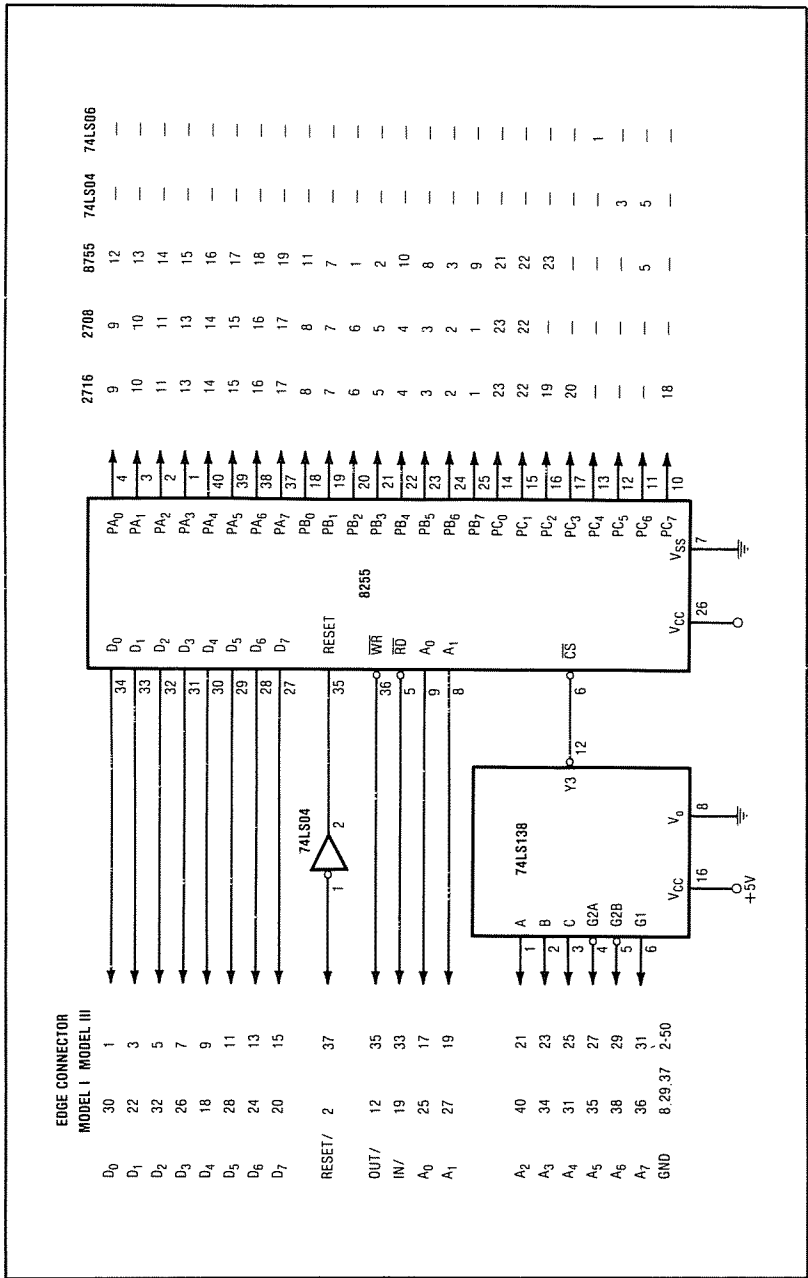 EDGE CONNECTOR
MODEL I MODEL III
D0 30 1
D1 22 3
D2 32 5
D3 26 7
D4 18 9
D5 28 11
D6 24 13
D7 20 15
RESET/ 2 37
OUT/ 12 35
IN/ 19 33
A0 25 17
A1 27 19
A2 40 21
A3 34 23
A4 31 25
A5 35 27
A6 38 29
A7 36 31
GND 8,29,37 2-50
74LS04
1 2
74LS138
1 A
2 B
3 C
4 G2A
5 G2B
6 G1
Y3 12
VCC V0
16 8
+5V
8255
34 D0
33 D1
32 D2
31 D3
30 D4
29 D5
28 D6
27 D7
35 RESET
36 WR
5 RD
9 A0
8 A1
6 CS
VCC VSS
26 7
2716 2708 8755 74LS04 74LS06
PA0 4 9 9 12 — —
PA1 3 10 10 13 — —
PA2 2 11 11 14 — —
PA3 1 13 13 15 — —
PA4 40 14 14 16 — —
PA5 39 15 15 17 — —
PA6 38 16 16 18 — —
PA7 37 17 17 19 — —
PB0 18 8 8 11 — —
PB1 19 7 7 7 — —
PB2 20 6 6 1 — —
PB3 21 5 5 2 — —
PB4 22 4 4 10 — —
PB5 23 3 3 8 — —
PB6 24 2 2 3 — —
PB7 25 1 1 9 — —
PC0 14 23 23 21 — —
PC1 15 22 22 22 — —
PC2 16 19 — 23 — —
PC3 17 20 — — — —
PC4 13 — — — — 1
PC5 12 — — — 3 —
PC6 11 — — 5 5 —
PC7 10 18 — — — —